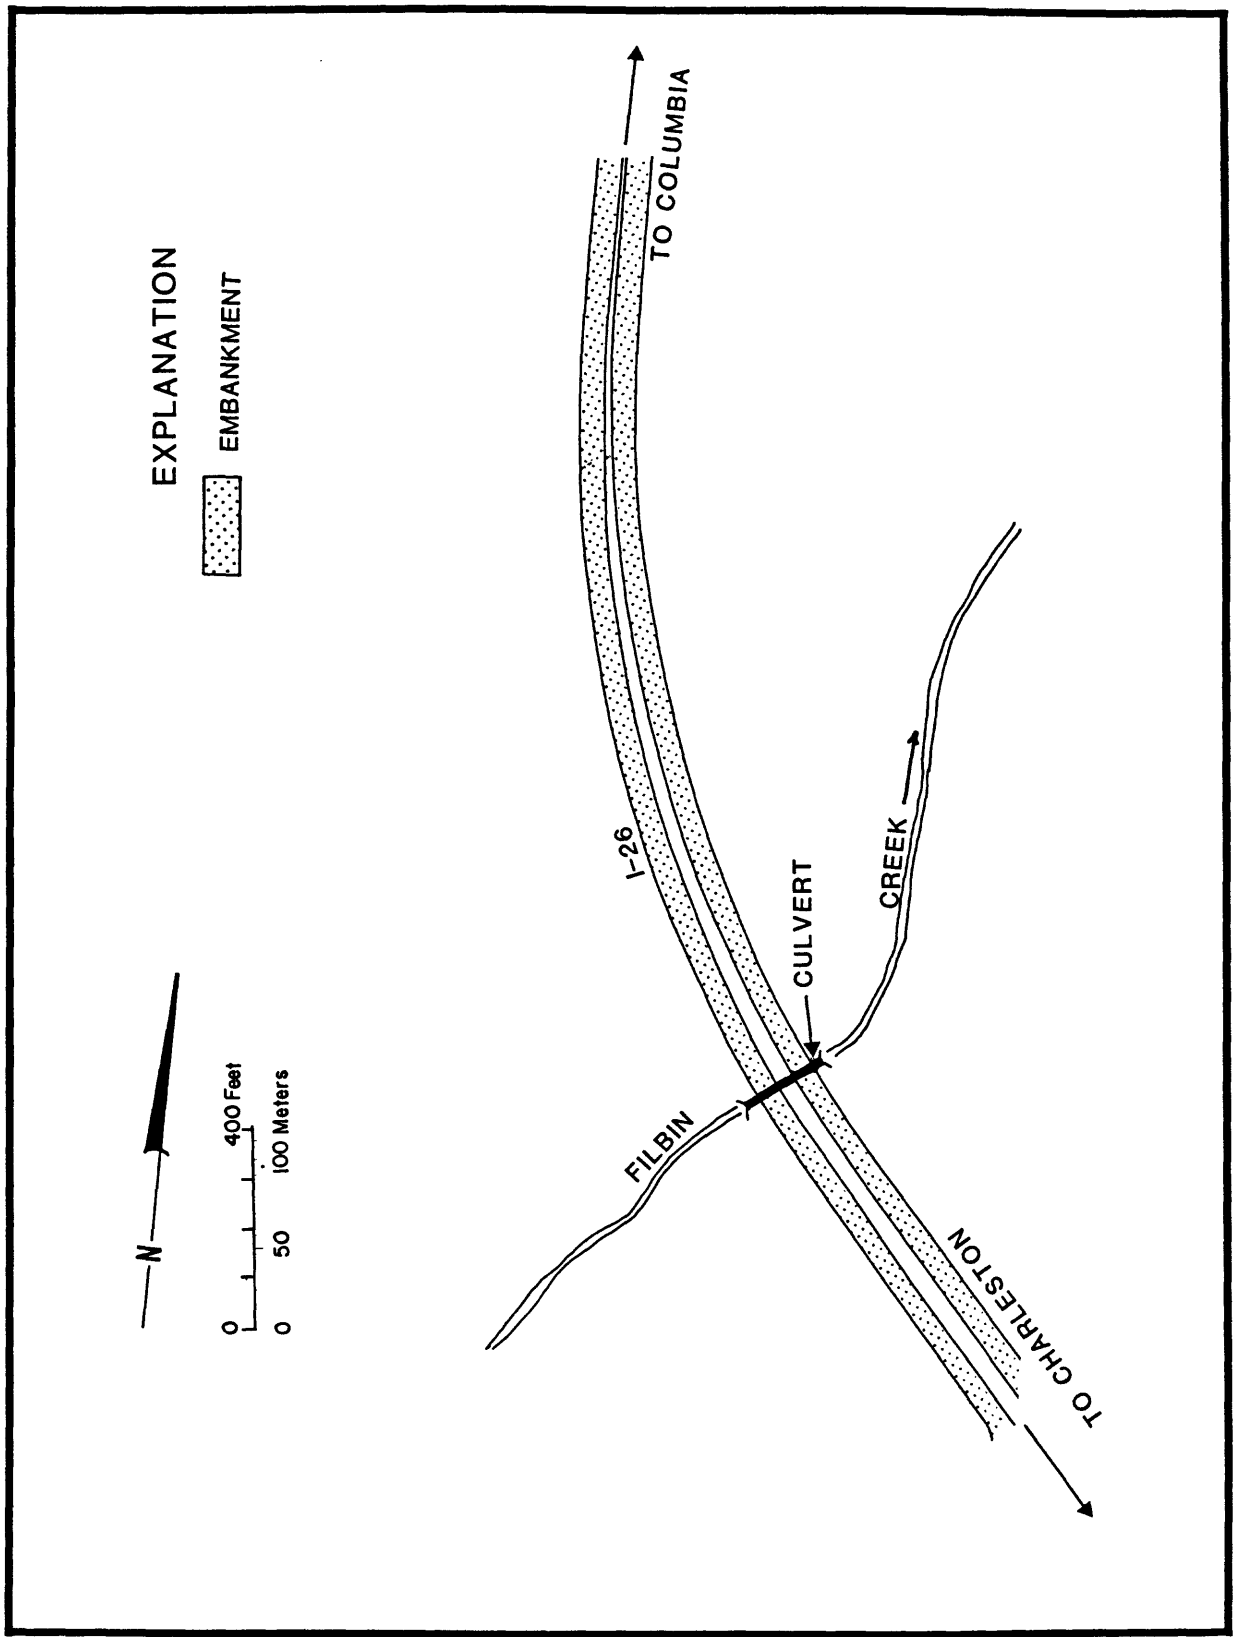 EXPLANATION
EMBANKMENT
N
0 400 Feet
0 50 100 Meters
TO COLUMBIA
I-26
FILBIN
CULVERT
CREEK
TO CHARLESTON